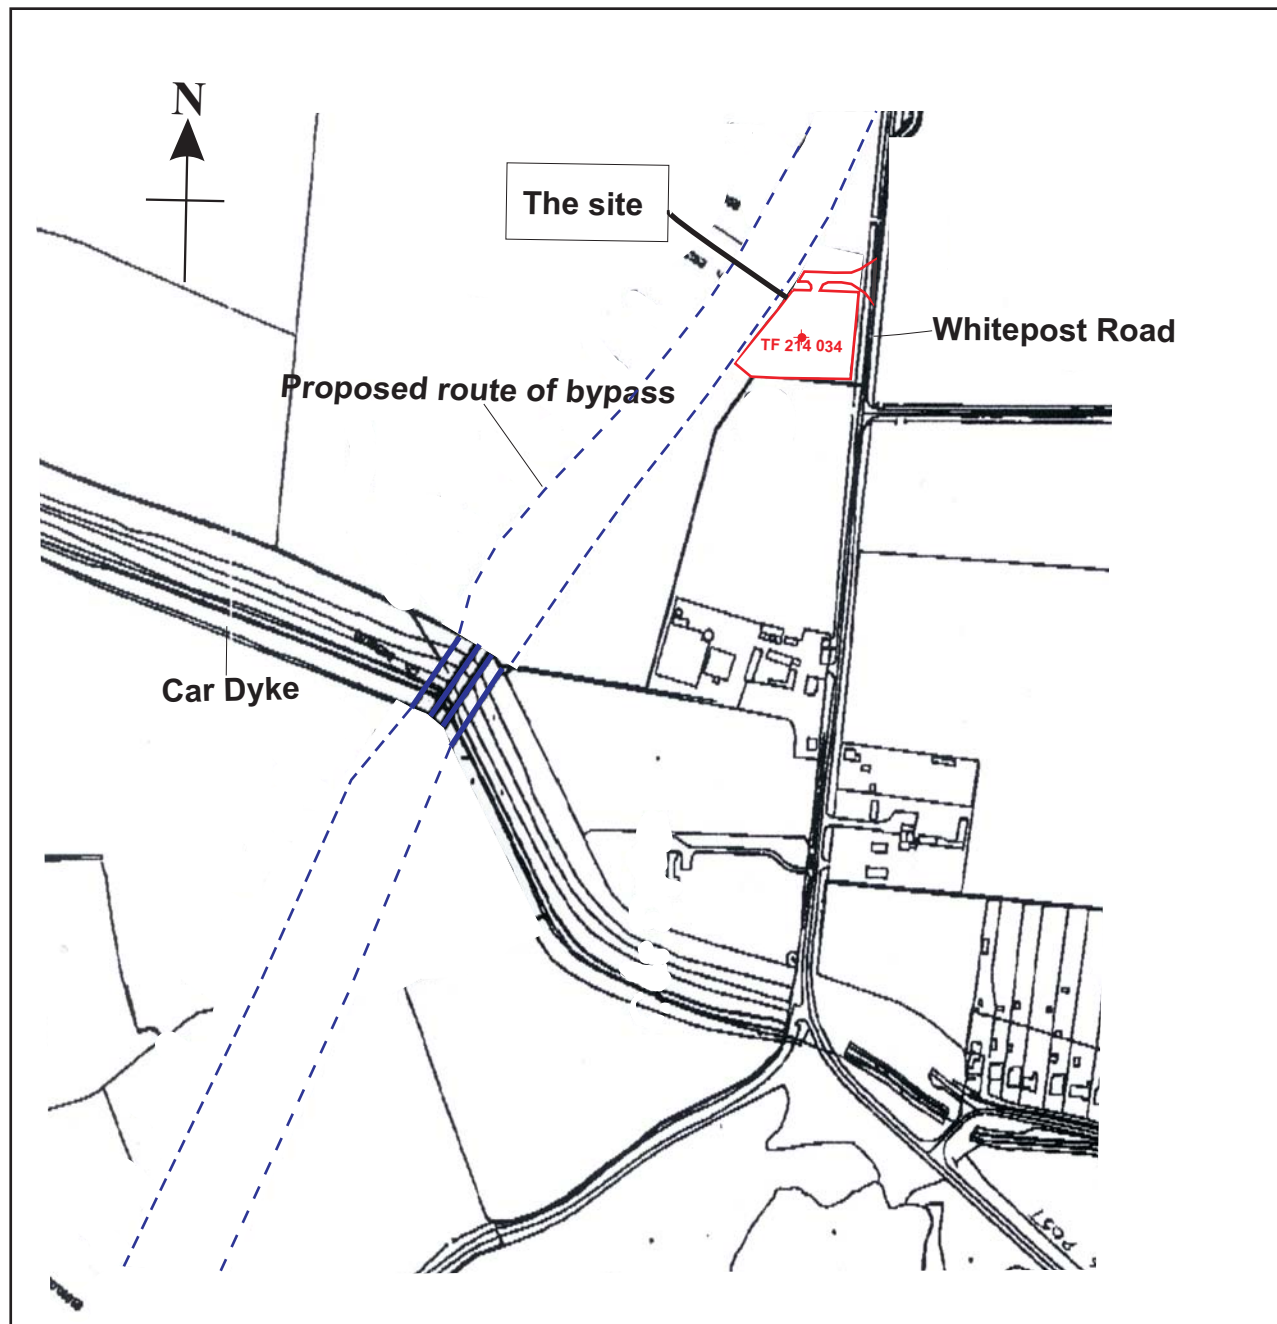 N
The site
Whitepost Road
TF 214 034
Proposed route of bypass
Car Dyke